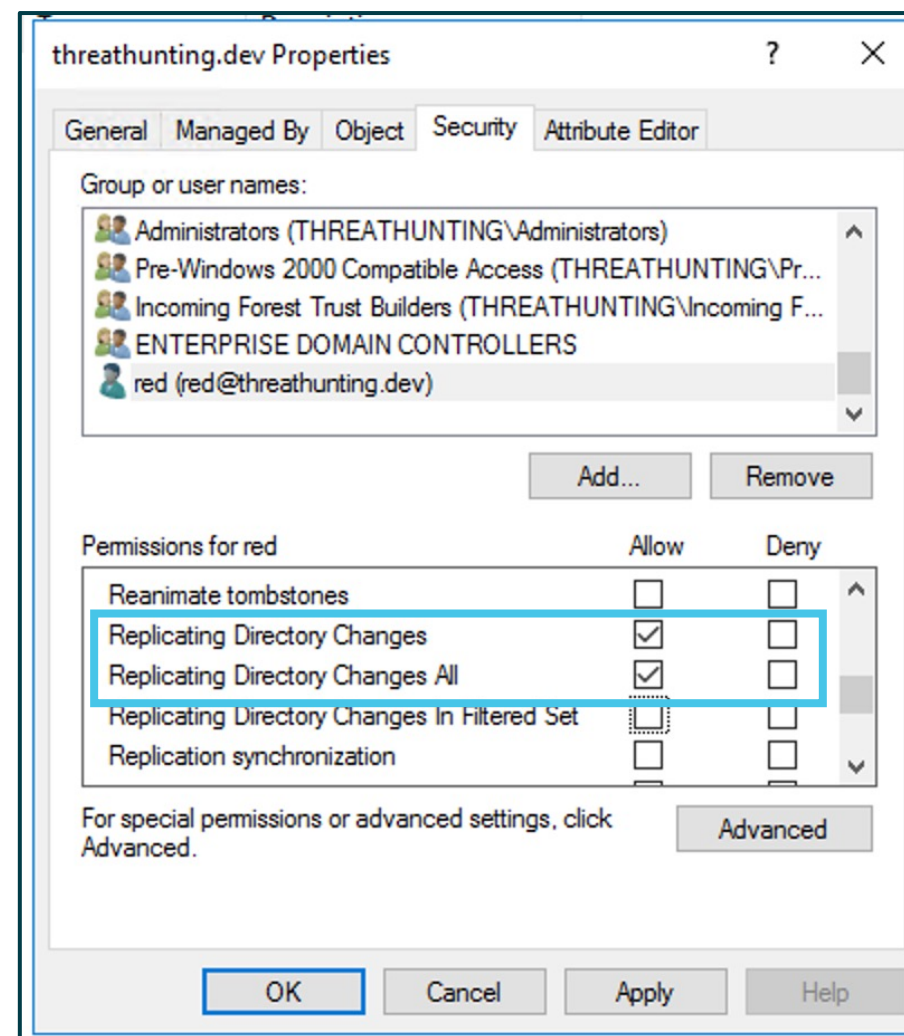 threathunting.dev Properties ? ×
General Managed By Object Security Attribute Editor
Group or user names:
Administrators (THREATHUNTING\Administrators)
Pre-Windows 2000 Compatible Access (THREATHUNTING\Pr...
Incoming Forest Trust Builders (THREATHUNTING\Incoming F...
ENTERPRISE DOMAIN CONTROLLERS
red (red@threathunting.dev)
Add... Remove
Permissions for red Allow Deny
Reanimate tombstones
Replicating Directory Changes
Replicating Directory Changes All
Replicating Directory Changes In Filtered Set
Replication synchronization
For special permissions or advanced settings, click
Advanced.
Advanced
OK Cancel Apply Help